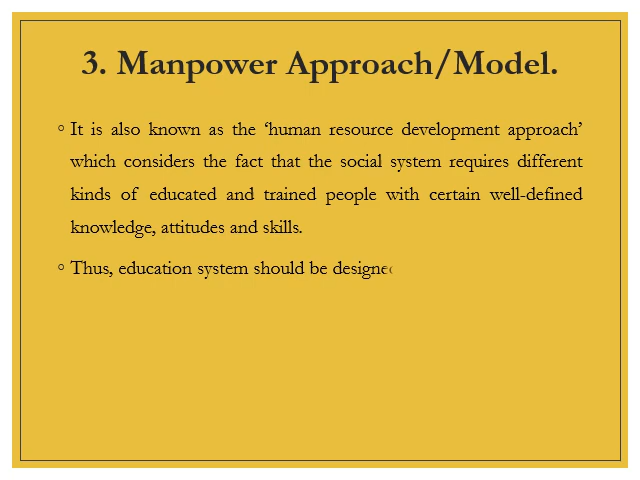 3. Manpower Approach/Model.
◦ It is also known as the ‘human resource development approach’
which considers the fact that the social system requires different
kinds of educated and trained people with certain well-defined
knowledge, attitudes and skills.
◦ Thus, education system should be designed